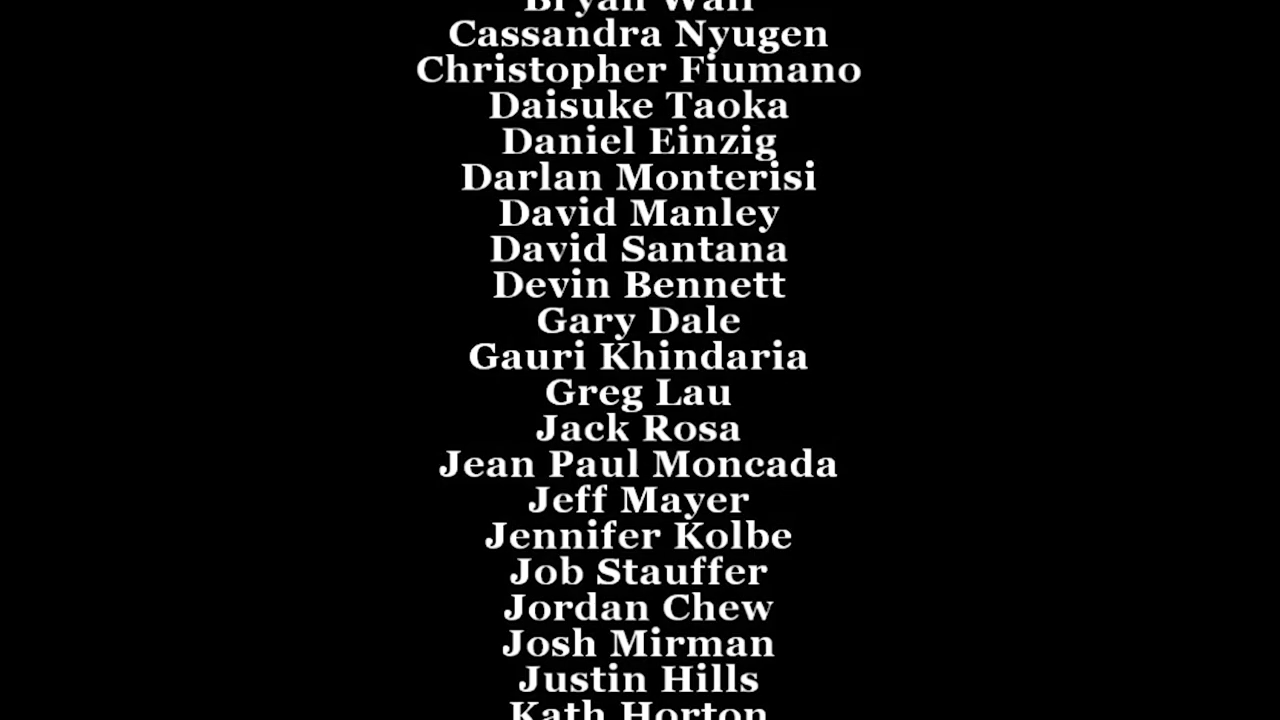 Cassandra Nyugen
Christopher Fiumano
Daisuke Taoka
Daniel Einzig
Darlan Monterisi
David Manley
David Santana
Devin Bennett
Gary Dale
Gauri Khindaria
Greg Lau
Jack Rosa
Jean Paul Moncada
Jeff Mayer
Jennifer Kolbe
Job Stauffer
Jordan Chew
Josh Mirman
Justin Hills
Kath Horton